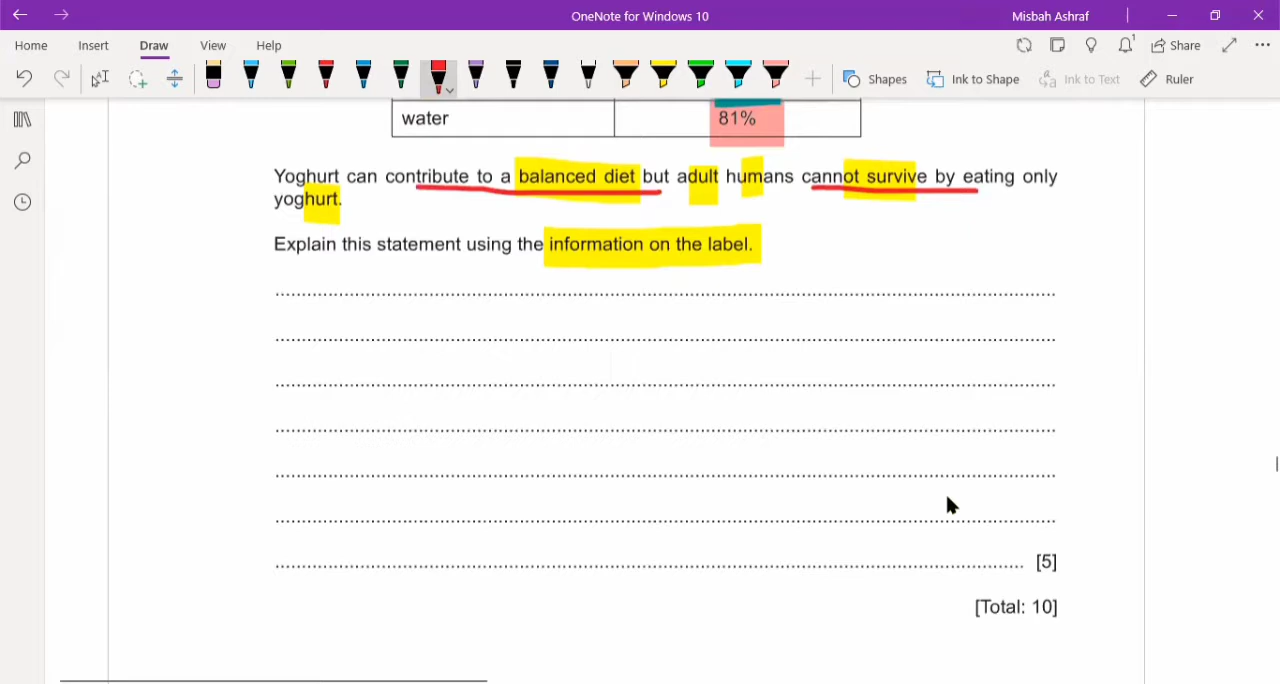 OneNote for Windows 10
Misbah Ashraf
Home Insert Draw View Help
1 Share
Shapes Ink to Shape Ink to Text Ruler
water 81%
Yoghurt can contribute to a balanced diet but adult humans cannot survive by eating only
yoghurt.
Explain this statement using the information on the label.
[5]
[Total: 10]